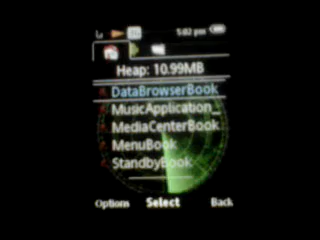 5:02 pm
Heap: 10.99MB
DataBrowserBook
MusicApplication_
MediaCenterBook
MenuBook
StandbyBook
Options Select Back